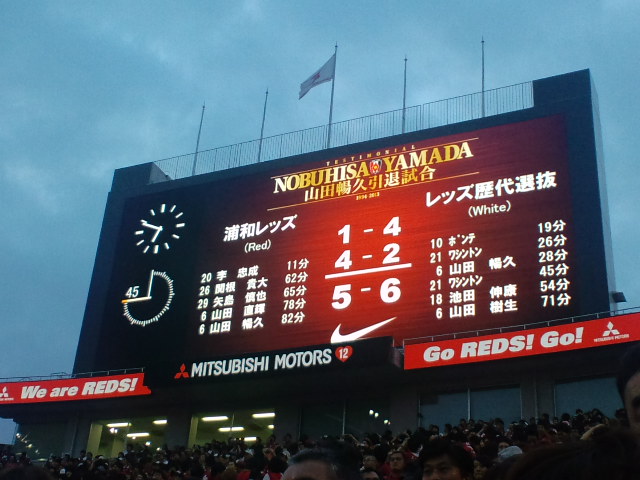 TESTIMONIAL
NOBUHISA YAMADA
山田暢久引退試合
浦和レッズ
(Red)
1 - 4
4 - 2
5 - 6
レッズ歴代選抜
(White)
20 李 忠成 11分
26 関根 貴大 62分
29 矢島 慎也 65分
6 山田 直輝 78分
6 山田 暢久 82分
10 ポンテ 19分
21 ワシントン 26分
6 山田 暢久 28分
21 ワシントン 45分
18 池田 伸康 54分
6 山田 樹生 71分
45
MITSUBISHI MOTORS 12
We are REDS!
Go REDS! Go!
MITSUBISHI MOTORS